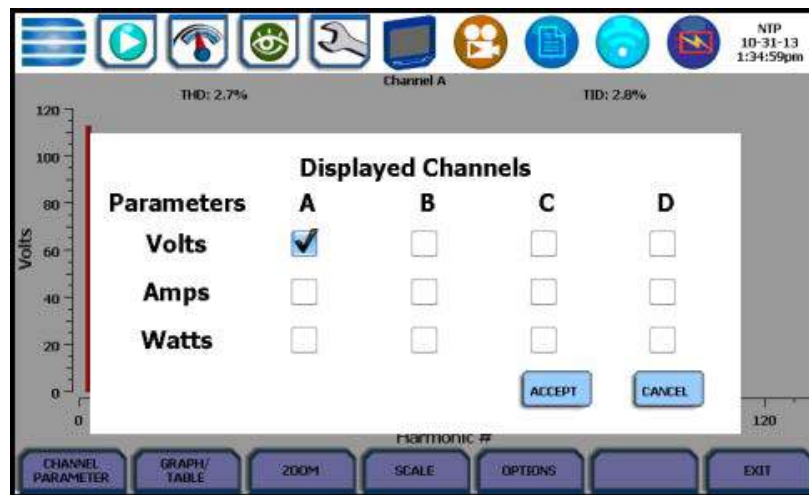 NTP
10-31-13
1:34:59pm
Channel A
THD: 2.7%
TID: 2.8%
120
100
80
60
40
20
0
Volts
Displayed Channels
Parameters A B C D
Volts
Amps
Watts
ACCEPT CANCEL
0 120
Harmonic #
CHANNEL PARAMETER
GRAPH/ TABLE
ZOOM
SCALE
OPTIONS
EXIT